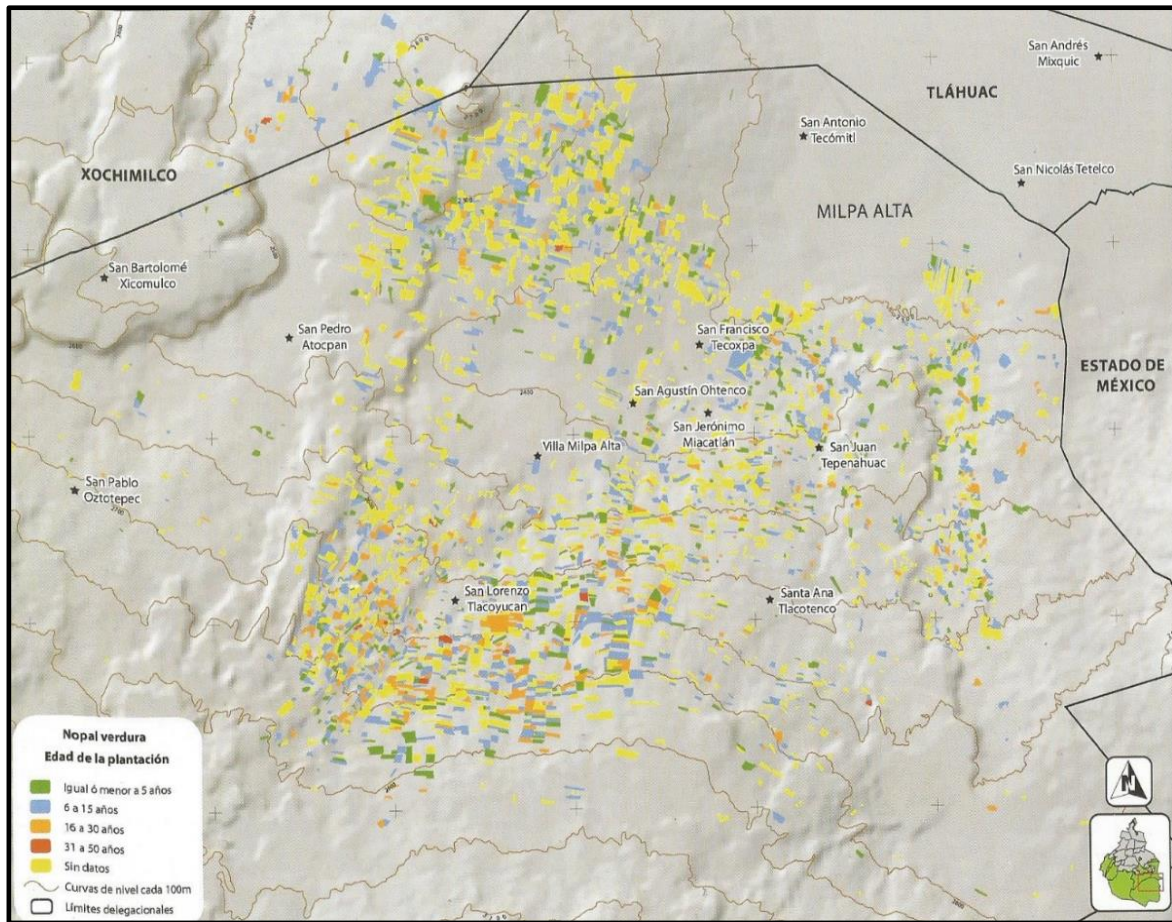 San Andrés
Mixquic
TLÁHUAC
San Antonio
Tecómitl
San Nicolás Tetelco
XOCHIMILCO
MILPA ALTA
San Bartolomé
Xicomulco
San Pedro
Atocpan
San Francisco
Tecoxpa
ESTADO DE
MÉXICO
San Agustín Ohtenco
San Jerónimo
Miacatlán
Villa Milpa Alta
San Juan
Tepenahuac
San Pablo
Oztotepec
2700
San Lorenzo
Tlacoyucan
Santa Ana
Tlacotenco
Nopal verdura
Edad de la plantación
Igual ó menor a 5 años
6 a 15 años
16 a 30 años
31 a 50 años
Sin datos
Curvas de nivel cada 100m
Límites delegacionales
N